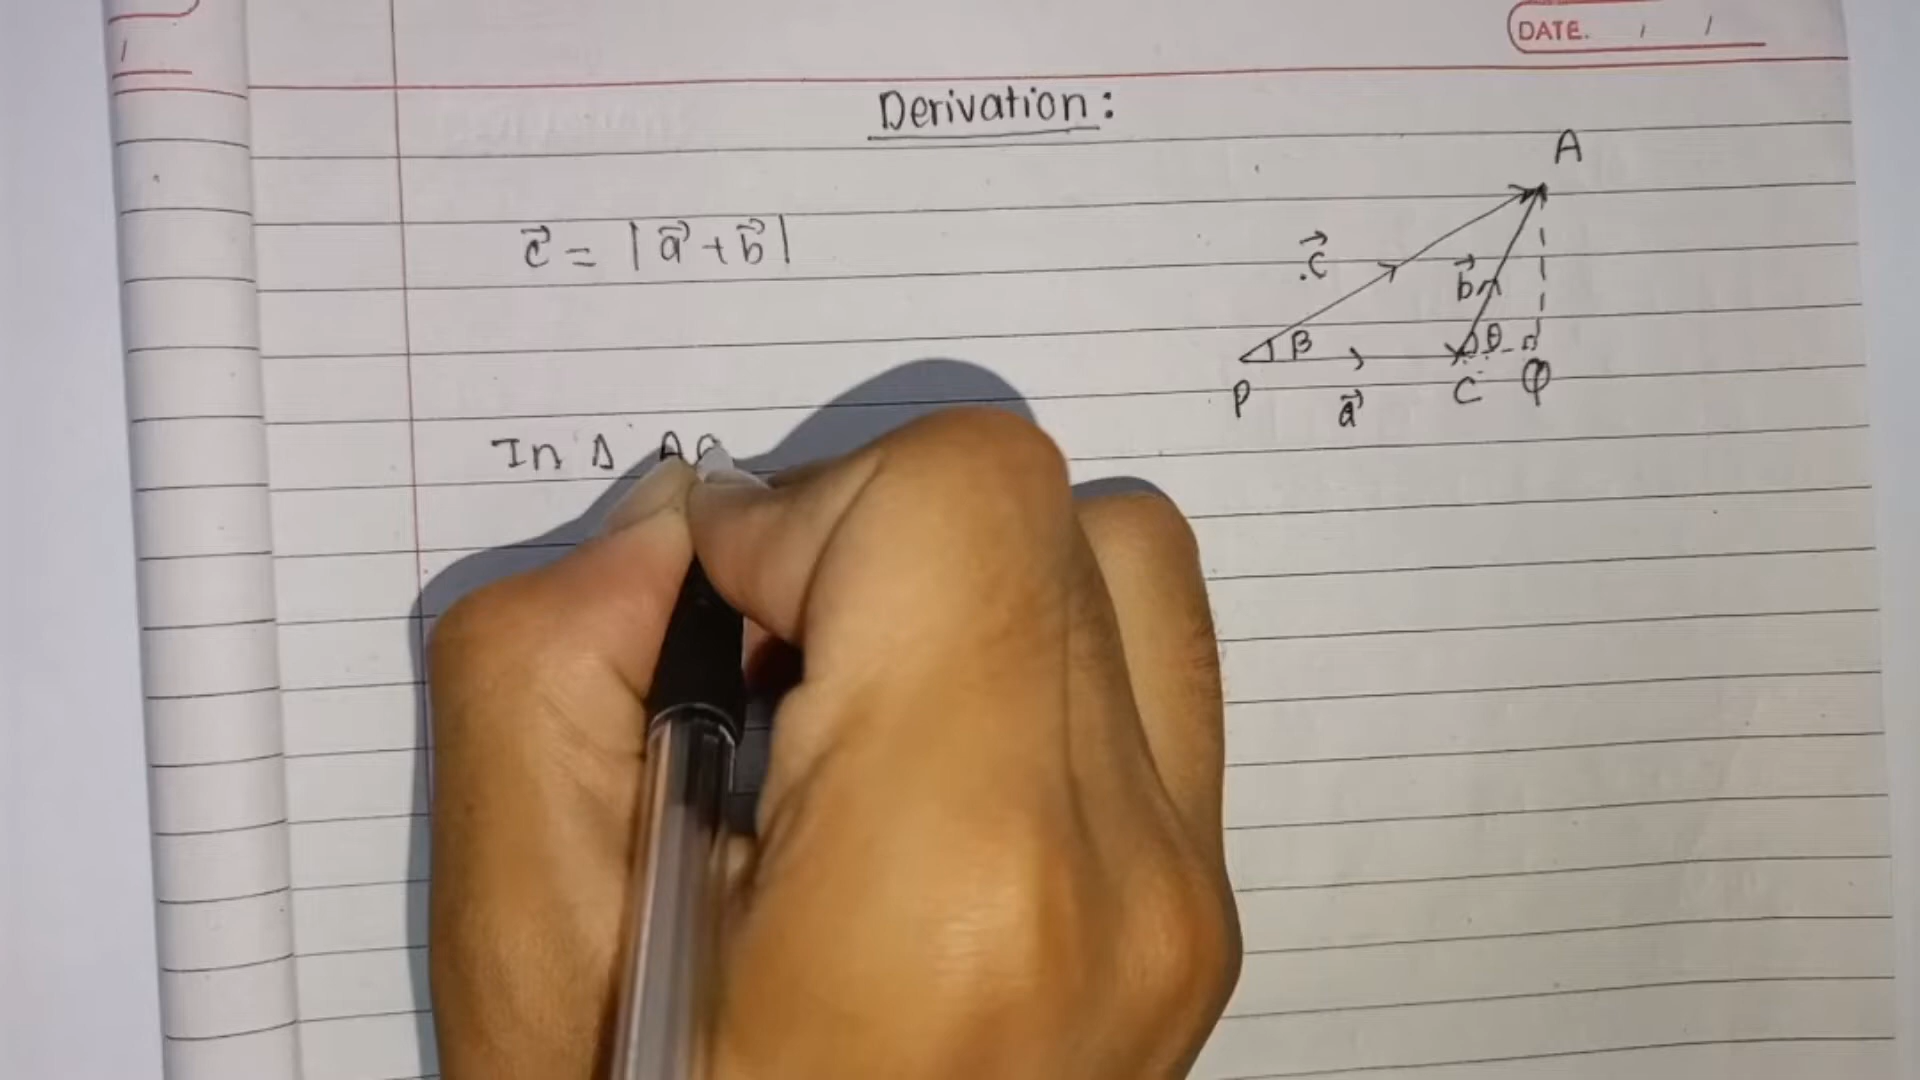 DATE. / /
/
Derivation:
A
c⃗ = |a⃗ + b⃗|
.c⃗
b⃗
β
θ
P
a⃗
C
Q
In Δ A